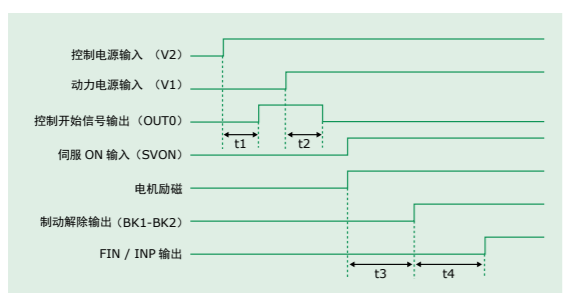 控制电源输入 （V2）
动力电源输入 （V1）
控制开始信号输出（OUT0）
t1
t2
伺服 ON 输入（SVON）
电机励磁
制动解除输出（BK1-BK2）
FIN / INP 输出
t3
t4